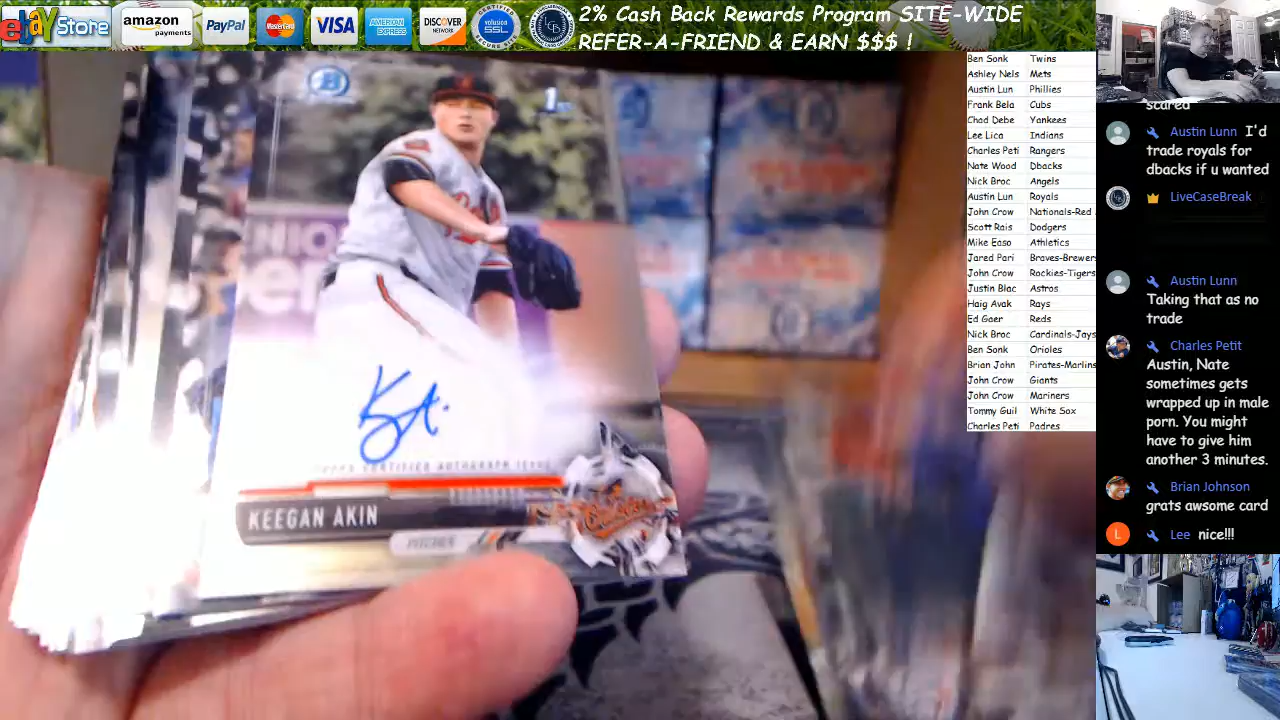 ebay Store
amazon
payments
PayPal
MasterCard
VISA
AMERICAN
EXPRESS
DISCOVER
NETWORK
CERTIFIED
volusion
SSL
2% Cash Back Rewards Program SITE-WIDE
REFER-A-FRIEND & EARN $$$ !
Ben Sonk Twins
Ashley Nels Mets
Austin Lun Phillies
Frank Bela Cubs
Chad Debe Yankees
Lee Lica Indians
Charles Peti Rangers
Nate Wood Dbacks
Nick Broc Angels
Austin Lun Royals
John Crow Nationals-Red
Scott Rais Dodgers
Mike Easo Athletics
Jared Pari Braves-Brewers
John Crow Rockies-Tigers
Justin Blac Astros
Haig Avak Rays
Ed Gaer Reds
Nick Broc Cardinals-Jays
Ben Sonk Orioles
Brian John Pirates-Marlins
John Crow Giants
John Crow Mariners
Tommy Guil White Sox
Charles Peti Padres
scared
Austin Lunn I'd
trade royals for
dbacks if u wanted
LiveCaseBreak
Austin Lunn
Taking that as no
trade
Charles Petit
Austin, Nate
sometimes gets
wrapped up in male
porn. You might
have to give him
another 3 minutes.
Brian Johnson
grats awsome card
L Lee nice!!!
B
1st
KA.
TOPPS CERTIFIED AUTOGRAPH ISSUE
KEEGAN AKIN
PITCHER
Orioles